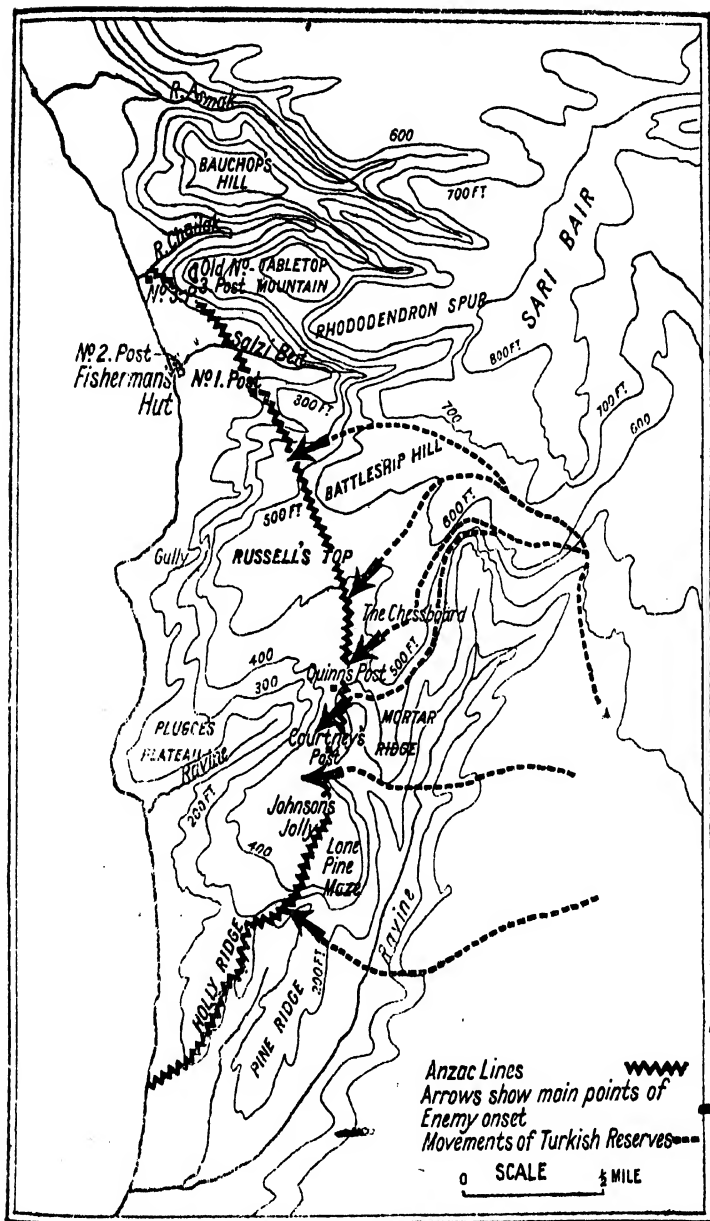 R. Asmak
600
BAUCHOPS
HILL
700 FT
R. Chailak
Old Nº
3 Post
TABLETOP
MOUNTAIN
Nº 3. P
SARI BAIR
RHODODENDRON SPUR
Salzi Beit
800 FT
Nº 2. Post
Fishermans
Hut
Nº 1. Post
300 FT
700
700 FT
600
BATTLESHIP HILL
500 FT
600 FT
RUSSELL'S TOP
Gully
The Chessboard
400
Quinn's Post
500 FT
300
MORTAR
RIDGE
PLUGGES
PLATEAU
Courtney's
Post
Ravine
200 FT
Johnson's
Jolly
400
Lone
Pine
Maze
Ravine
HOLLY RIDGE
200 FT
PINE RIDGE
Anzac Lines
Arrows show main points of
Enemy onset
Movements of Turkish Reserves
SCALE
0 ½ MILE